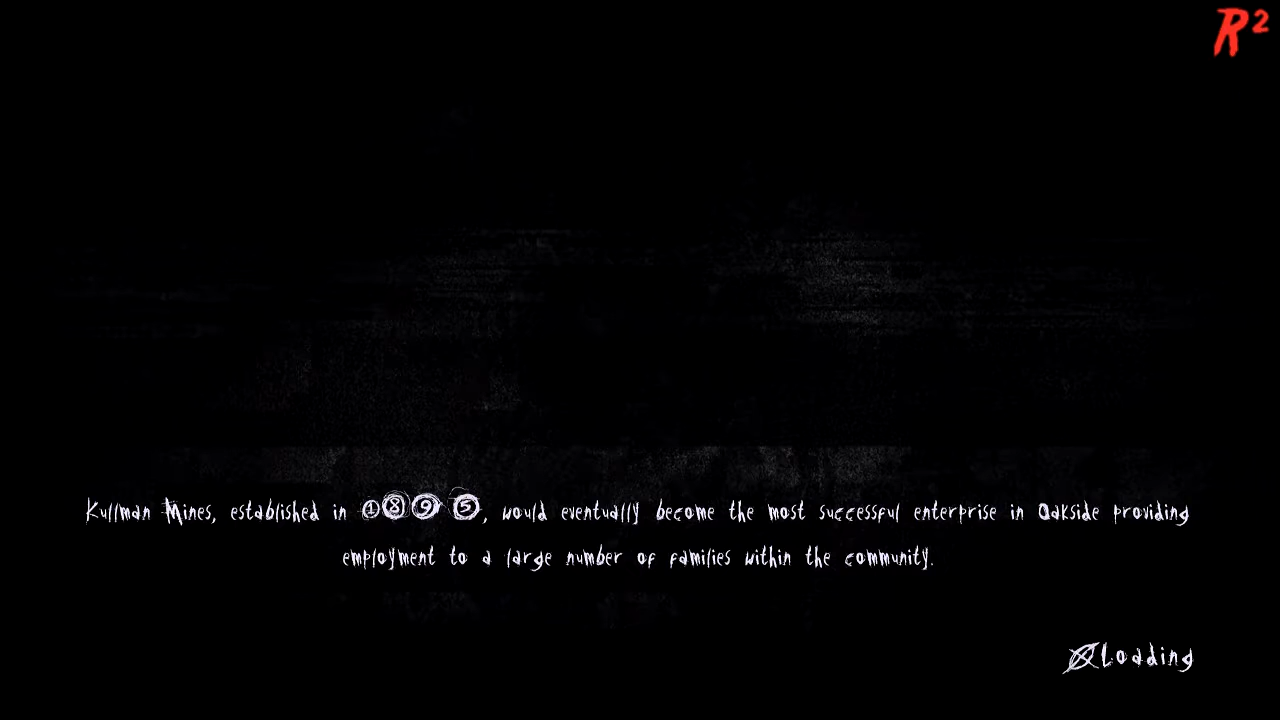 R²
Kullman Mines, established in 1895, would eventually become the most successful enterprise in Oakside providing
employment to a large number of families within the community.
Loading